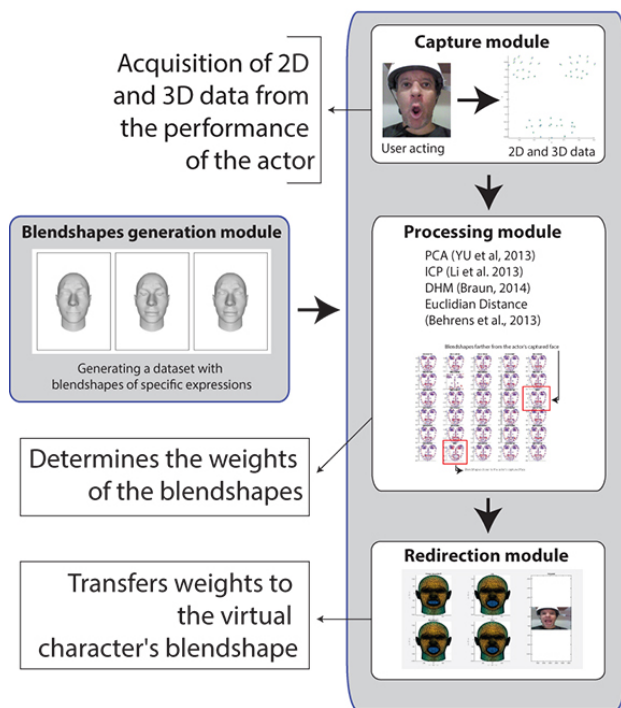 Capture module
User acting
2D and 3D data
Acquisition of 2D
and 3D data from
the performance
of the actor
Blendshapes generation module
Generating a dataset with
blendshapes of specific expressions
Processing module
PCA (YU et al, 2013)
ICP (Li et al. 2013)
DHM (Braun, 2014)
Euclidian Distance
(Behrens et al., 2013)
Blendshapes farther from the actor's captured face
Determines the weights
of the blendshapes
Redirection module
Transfers weights to
the virtual
character's blendshape